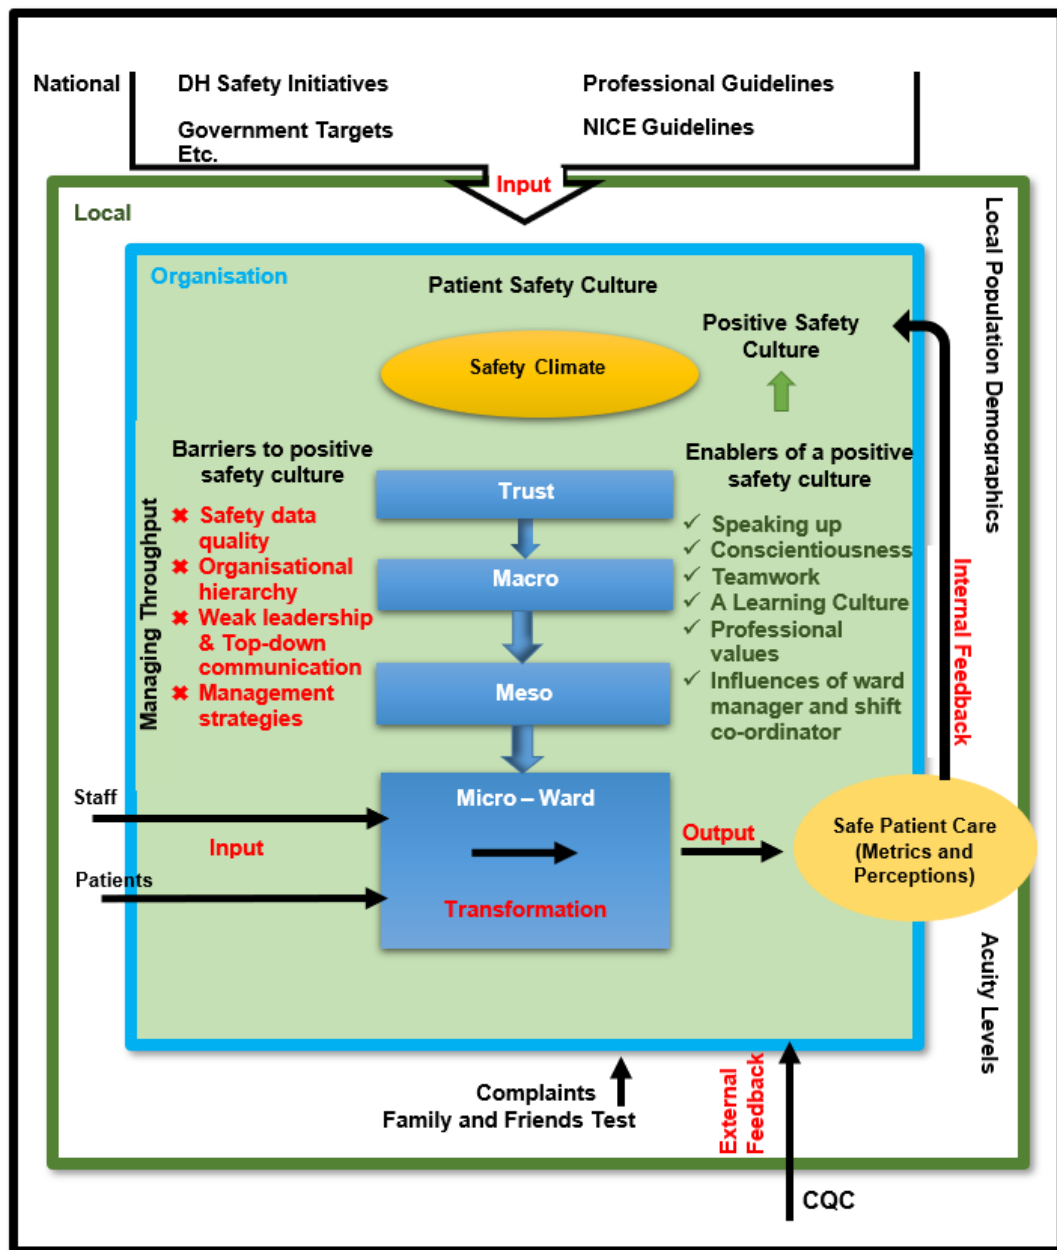 National
DH Safety Initiatives
Professional Guidelines
Government Targets
Etc.
NICE Guidelines
Input
Local
Local Population Demographics
Organisation
Patient Safety Culture
Positive Safety
Culture
Safety Climate
Barriers to positive
safety culture
Enablers of a positive
safety culture
Managing Throughput
✖ Safety data
quality
✖ Organisational
hierarchy
✖ Weak leadership
& Top-down
communication
✖ Management
strategies
Trust
Macro
Meso
✓ Speaking up
✓ Conscientiousness
✓ Teamwork
✓ A Learning Culture
✓ Professional
values
✓ Influences of ward
manager and shift
co-ordinator
Internal Feedback
Staff
Input
Patients
Micro – Ward
Transformation
Output
Safe Patient Care
(Metrics and
Perceptions)
Acuity Levels
Complaints
Family and Friends Test
External
Feedback
CQC